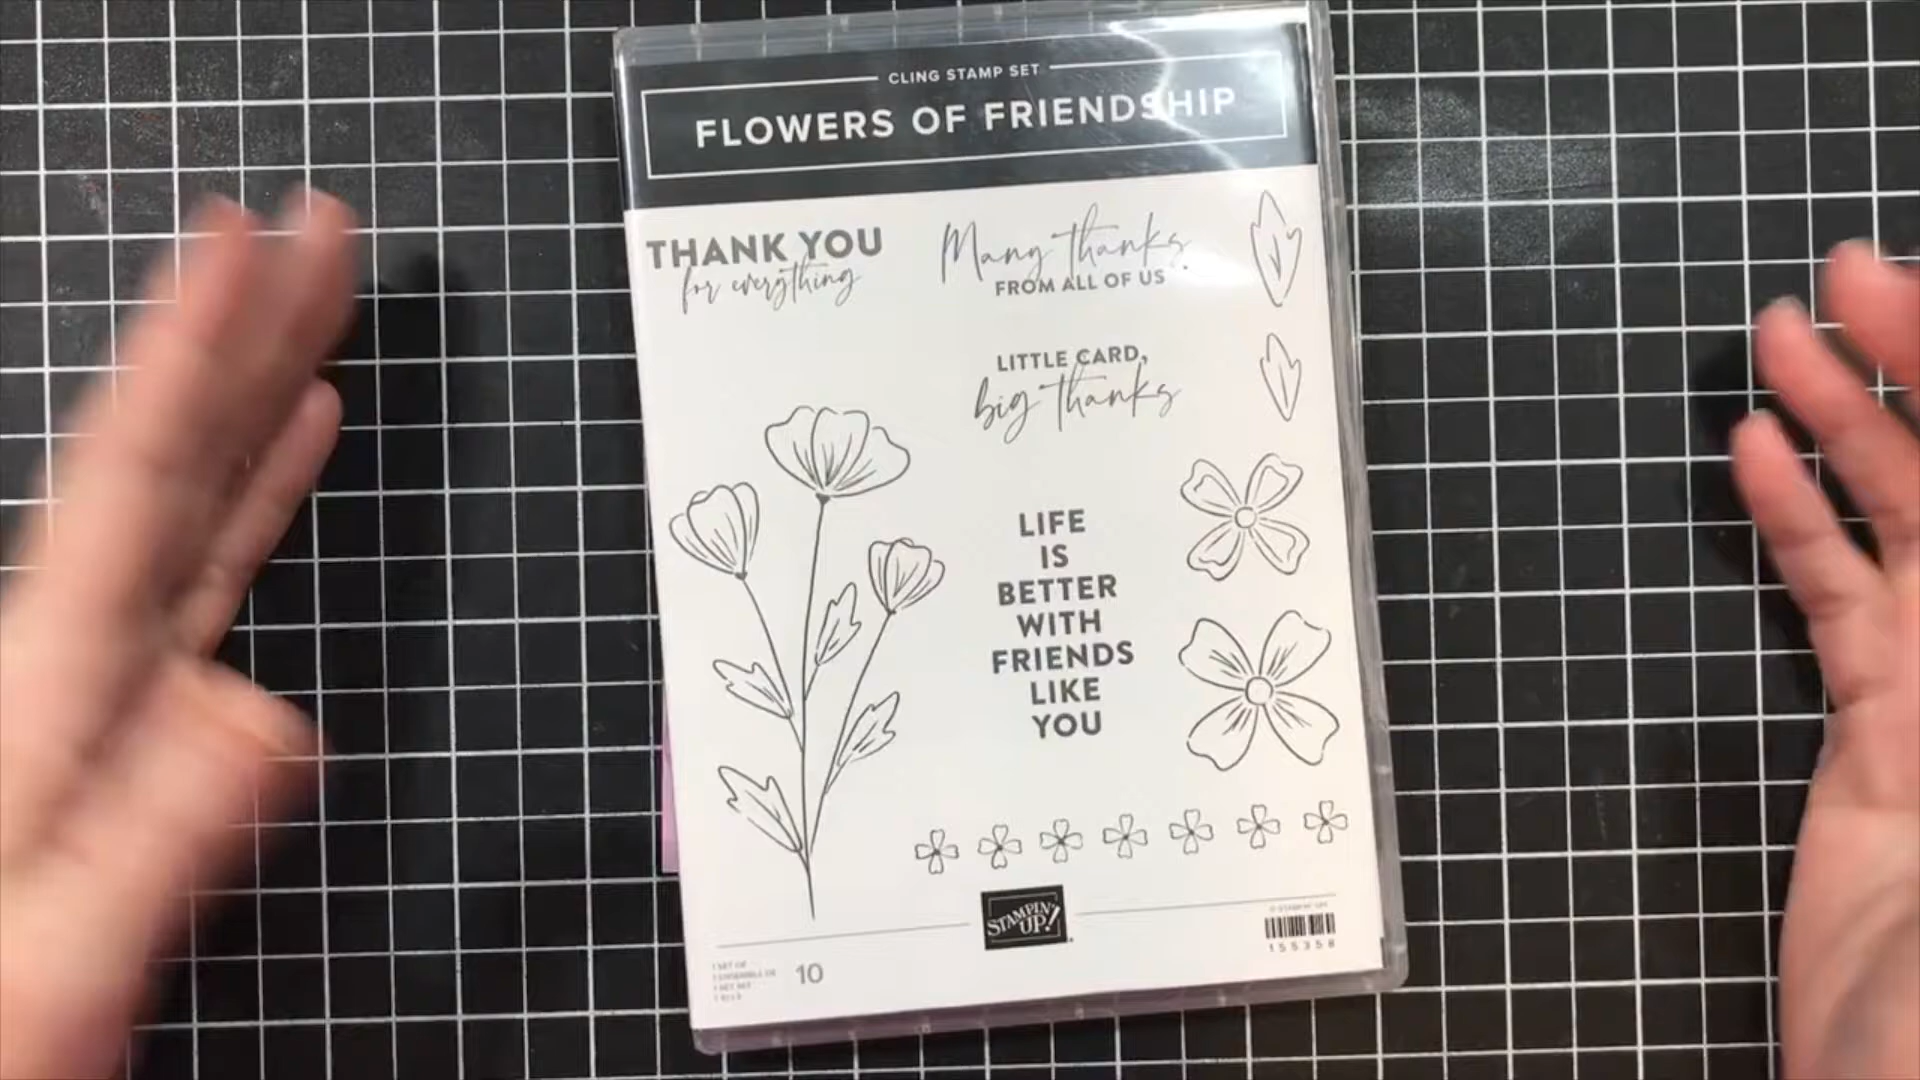 CLING STAMP SET
FLOWERS OF FRIENDSHIP
THANK YOU
for everything
Many thanks
FROM ALL OF US
LITTLE CARD,
big thanks
LIFE
IS
BETTER
WITH
FRIENDS
LIKE
YOU
STAMPIN'
UP!
10
155358